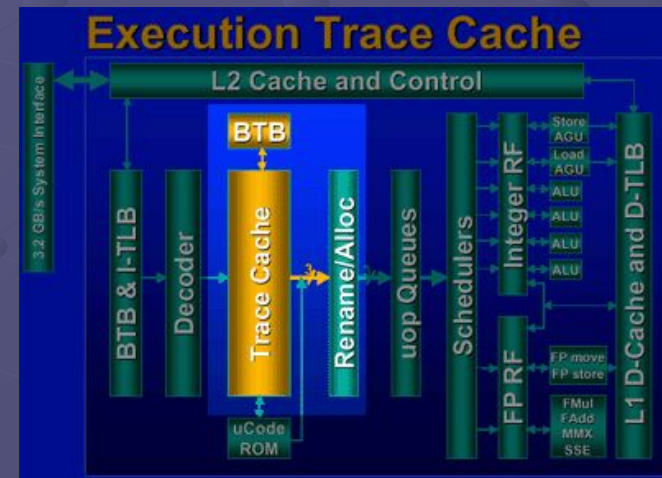 Execution Trace Cache
3.2 GB/s System Interface
L2 Cache and Control
BTB
BTB & I-TLB
Decoder
Trace Cache
3
Rename/Alloc
3
uop Queues
Schedulers
Integer RF
FP RF
Store
AGU
Load
AGU
ALU
ALU
ALU
ALU
FP move
FP store
FMul
FAdd
MMX
SSE
L1 D-Cache and D-TLB
uCode
ROM